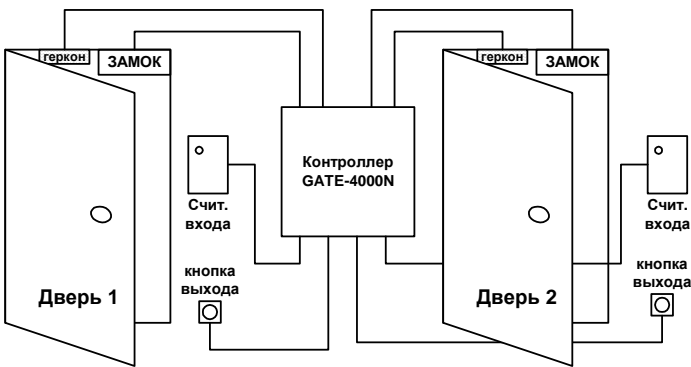 геркон
ЗАМОК
геркон
ЗАМОК
Контроллер
GATE-4000N
Счит.
входа
Счит.
входа
кнопка
выхода
кнопка
выхода
Дверь 1
Дверь 2